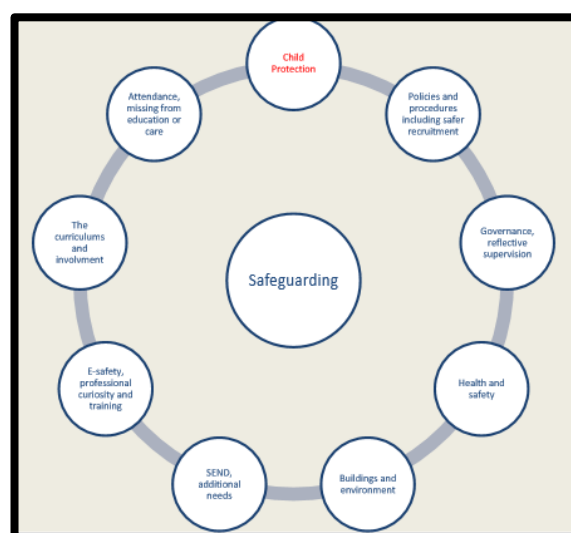 Child
Protection
Policies and
procedures
including safer
recruitment
Governance,
reflective
supervision
Health and
safety
Buildings and
environment
SEND,
additional
needs
E-safety,
professional
curiosity and
training
The
curriculums
and
involvment
Attendance,
missing from
education or
care
Safeguarding